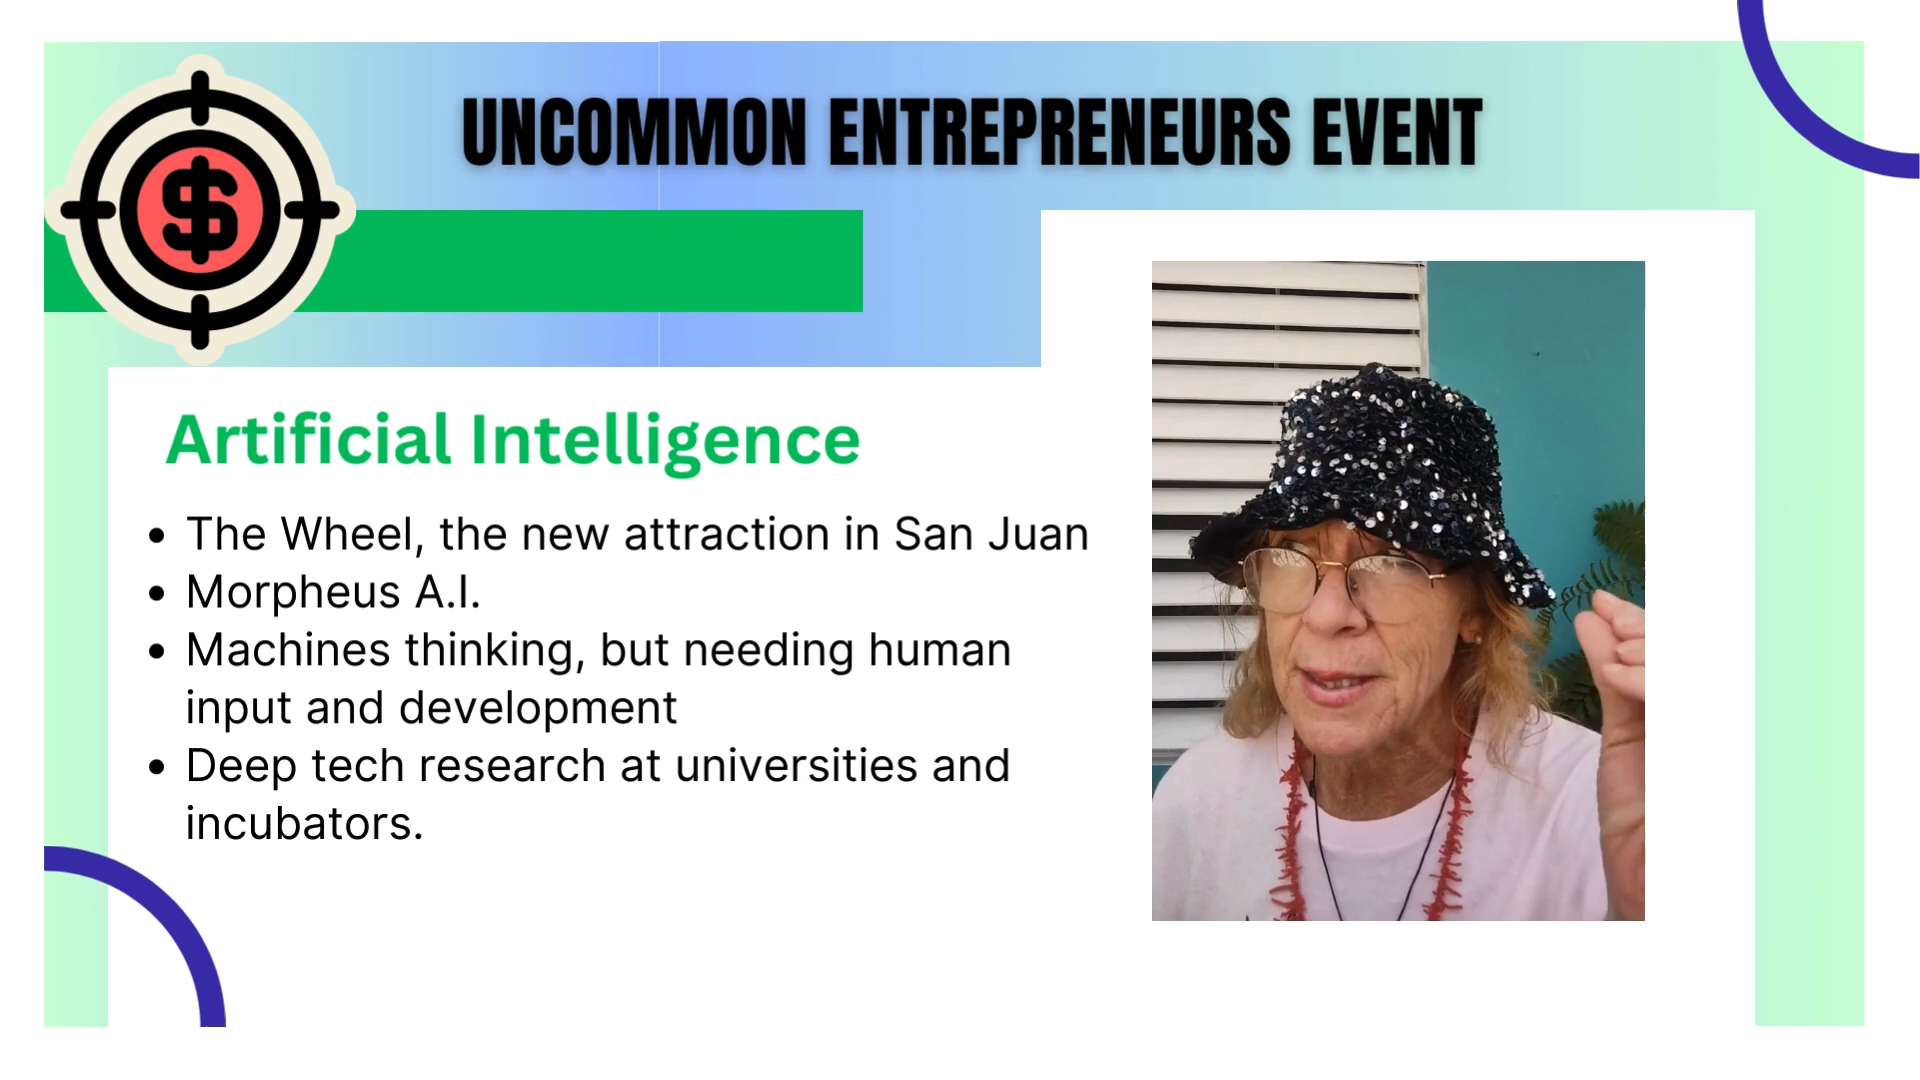 UNCOMMON ENTREPRENEURS EVENT
$
Artificial Intelligence
• The Wheel, the new attraction in San Juan
• Morpheus A.I.
• Machines thinking, but needing human
input and development
• Deep tech research at universities and
incubators.